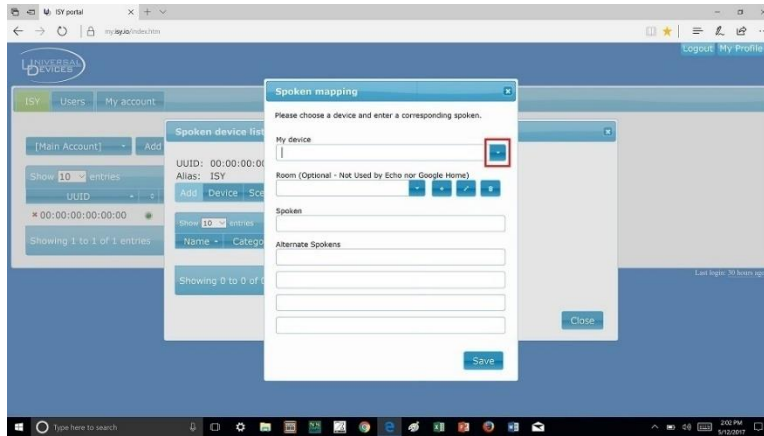 ISY portal
my.isy.io/index.htm
Logout My Profile
UNIVERSAL
DEVICES
ISY Users My account
[Main Account] Add
Show 10 entries
UUID
00:00:00:00:00:00
Showing 1 to 1 of 1 entries
Spoken device list
UUID: 00:00:00:00
Alias: ISY
Add Device Sce
Show 10 entries
Name Catego
Showing 0 to 0 of 0
Close
Spoken mapping
Please choose a device and enter a corresponding spoken.
My device
Room (Optional - Not Used by Echo nor Google Home)
Spoken
Alternate Spokens
Save
Last login: 30 hours ago
Type here to search
2:02 PM
5/12/2017